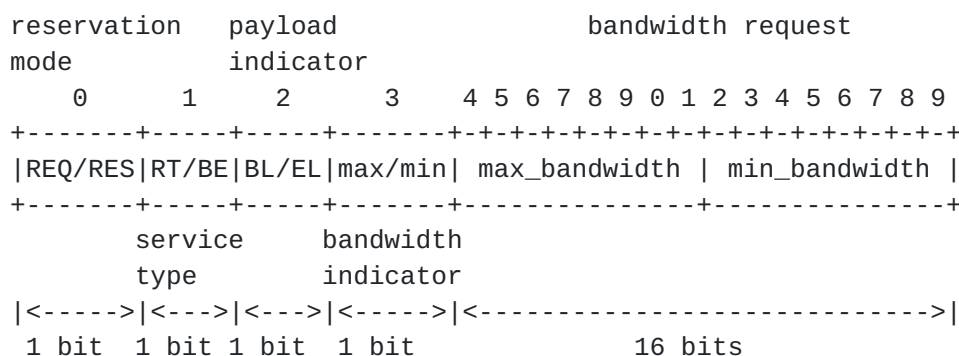 reservation   payload                bandwidth request
mode          indicator
    0      1     2      3    4 5 6 7 8 9 0 1 2 3 4 5 6 7 8 9
+-------+-----+-----+-------+-+-+-+-+-+-+-+-+-+-+-+-+-+-+-+-+
|REQ/RES|RT/BE|BL/EL|max/min| max_bandwidth | min_bandwidth |
+-------+-----+-----+-------+---------------+---------------+
        service     bandwidth
        type        indicator
|<----->|<--->|<--->|<----->|<----------------------------->|
 1 bit  1 bit 1 bit  1 bit              16 bits